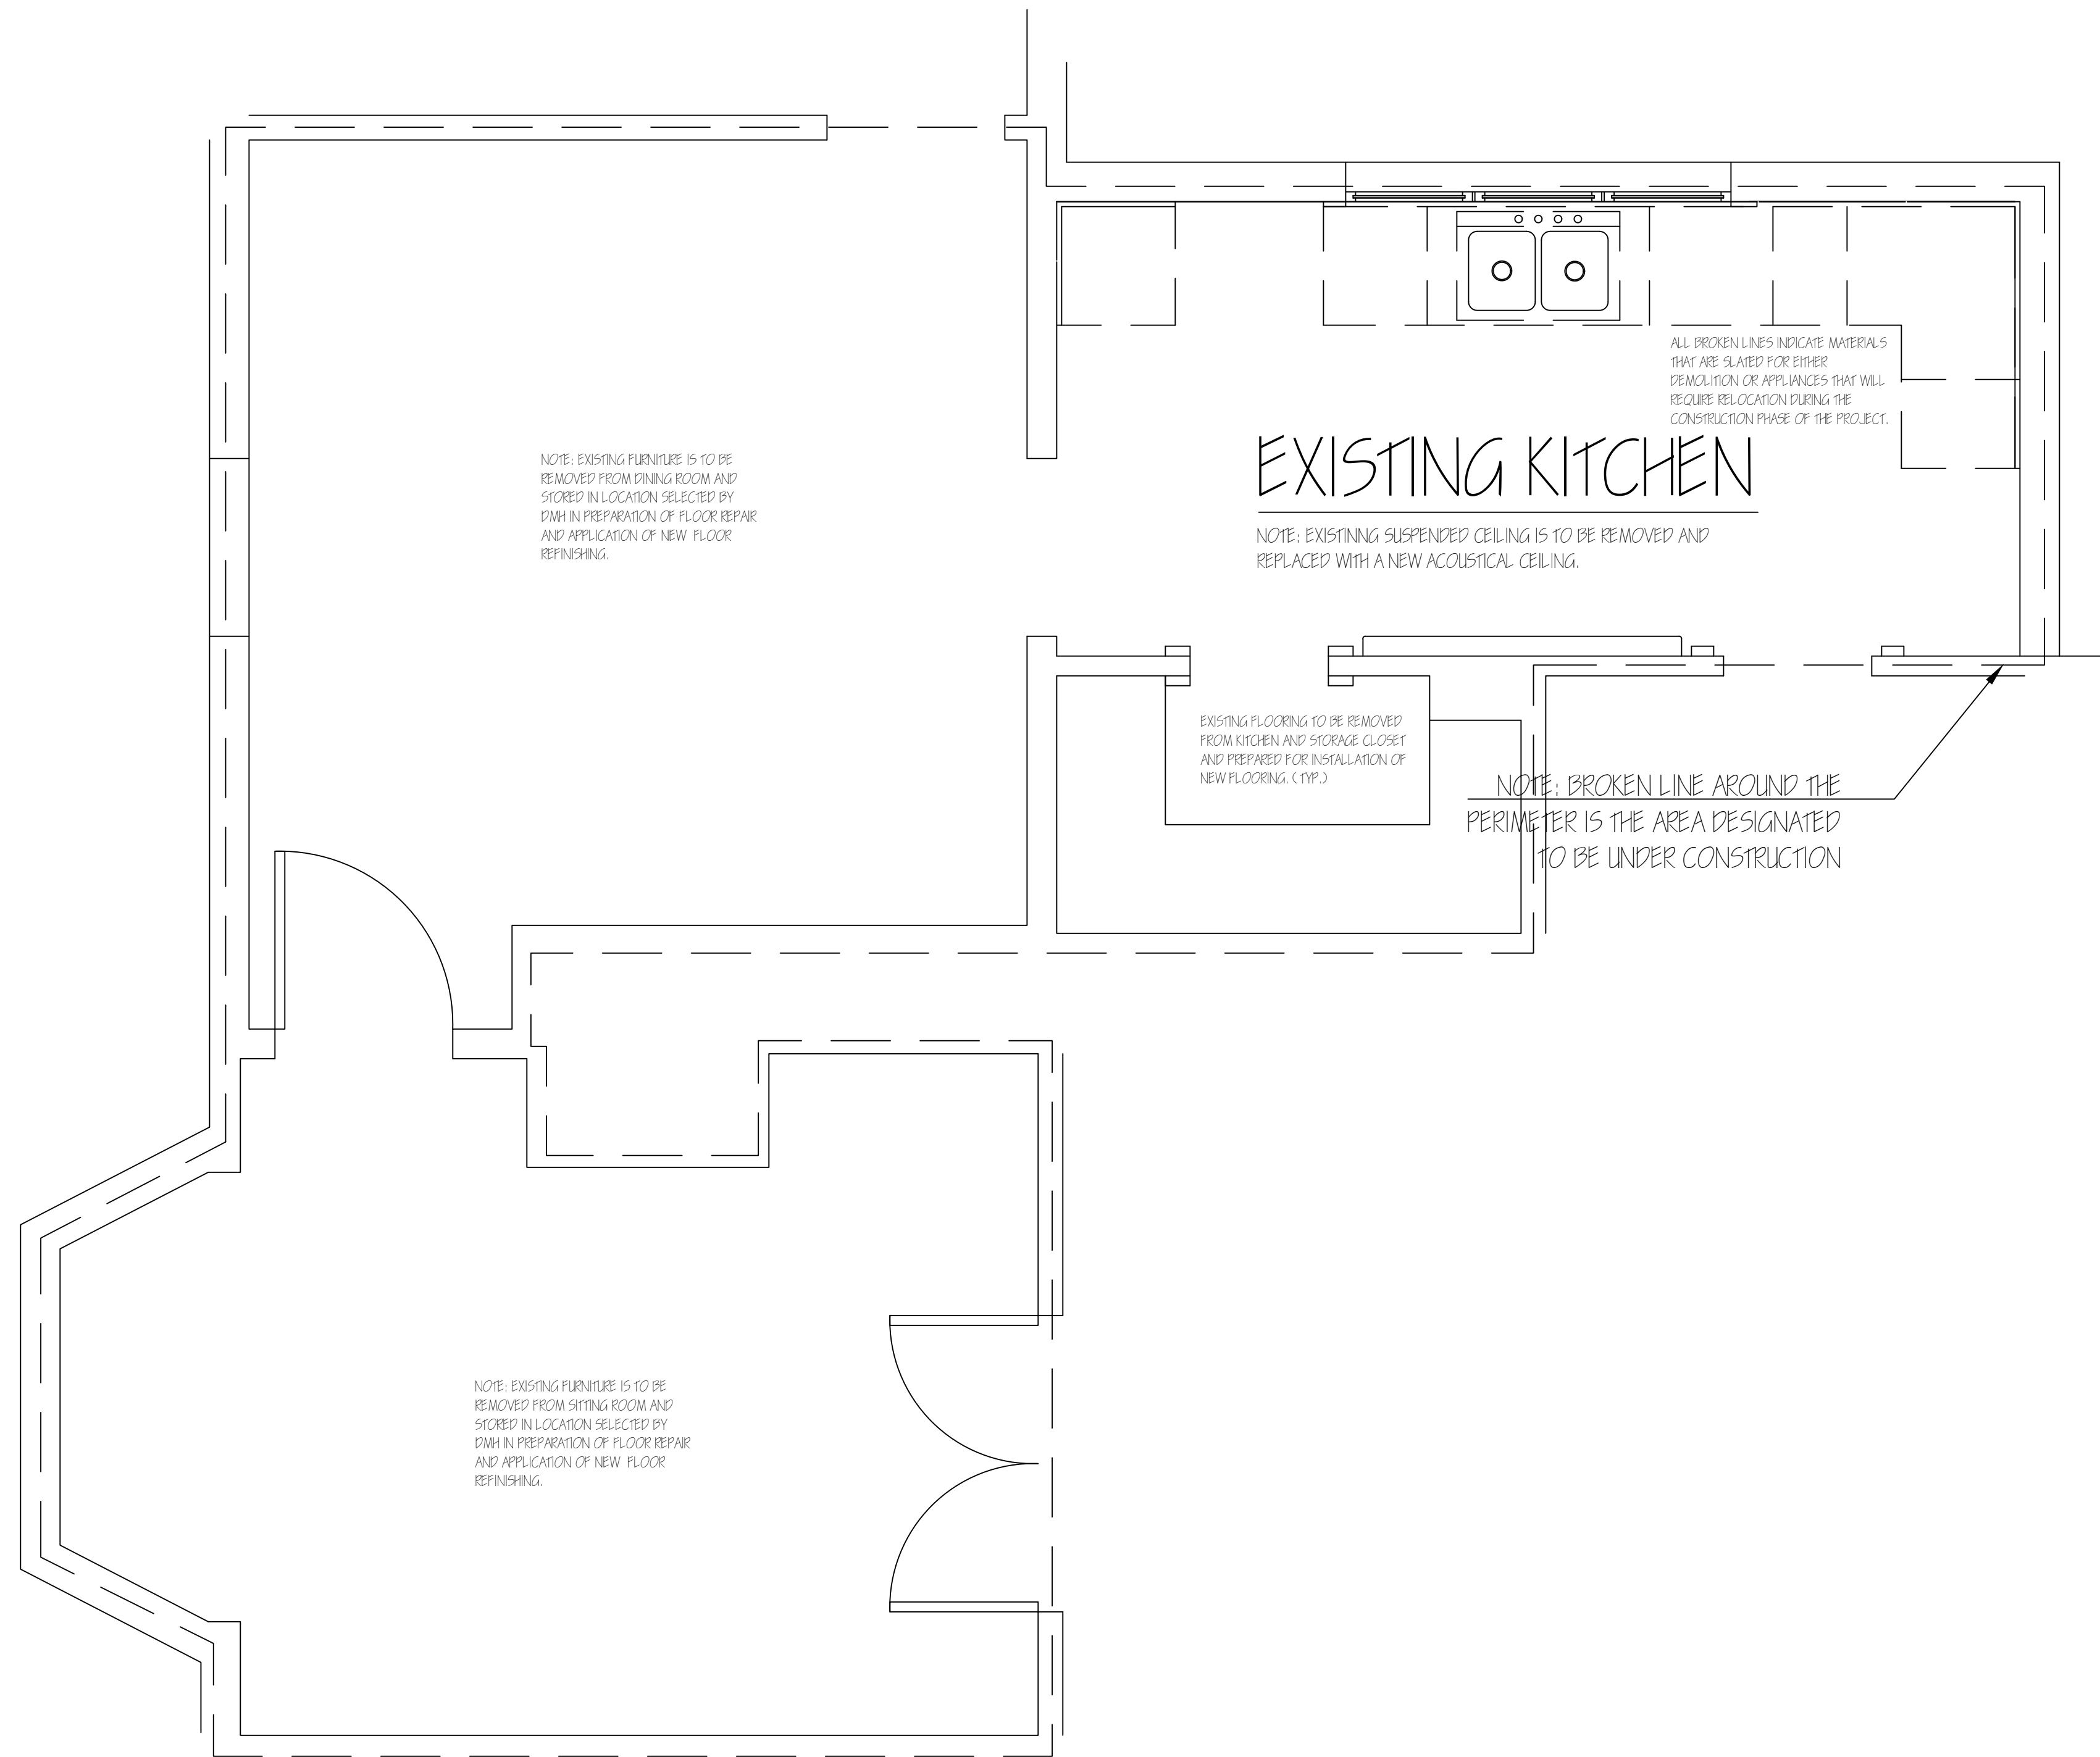 ALL BROKEN LINES INDICATE MATERIALS
THAT ARE SLATED FOR EITHER
DEMOLITION OR APPLIANCES THAT WILL
REQUIRE RELOCATION DURING THE
CONSTRUCTION PHASE OF THE PROJECT.
EXISTING KITCHEN
NOTE: EXISTINNG SUSPENDED CEILING IS TO BE REMOVED AND
REPLACED WITH A NEW ACOUSTICAL CEILING.
NOTE: EXISTING FURNITURE IS TO BE
REMOVED FROM DINING ROOM AND
STORED IN LOCATION SELECTED BY
DMH IN PREPARATION OF FLOOR REPAIR
AND APPLICATION OF NEW FLOOR
REFINISHING.
EXISTING FLOORING TO BE REMOVED
FROM KITCHEN AND STORAGE CLOSET
AND PREPARED FOR INSTALLATION OF
NEW FLOORING. ( TYP.)
NOTE: BROKEN LINE AROUND THE
PERIMETER IS THE AREA DESIGNATED
TO BE UNDER CONSTRUCTION
NOTE: EXISTING FURNITURE IS TO BE
REMOVED FROM SITTING ROOM AND
STORED IN LOCATION SELECTED BY
DMH IN PREPARATION OF FLOOR REPAIR
AND APPLICATION OF NEW FLOOR
REFINISHING.